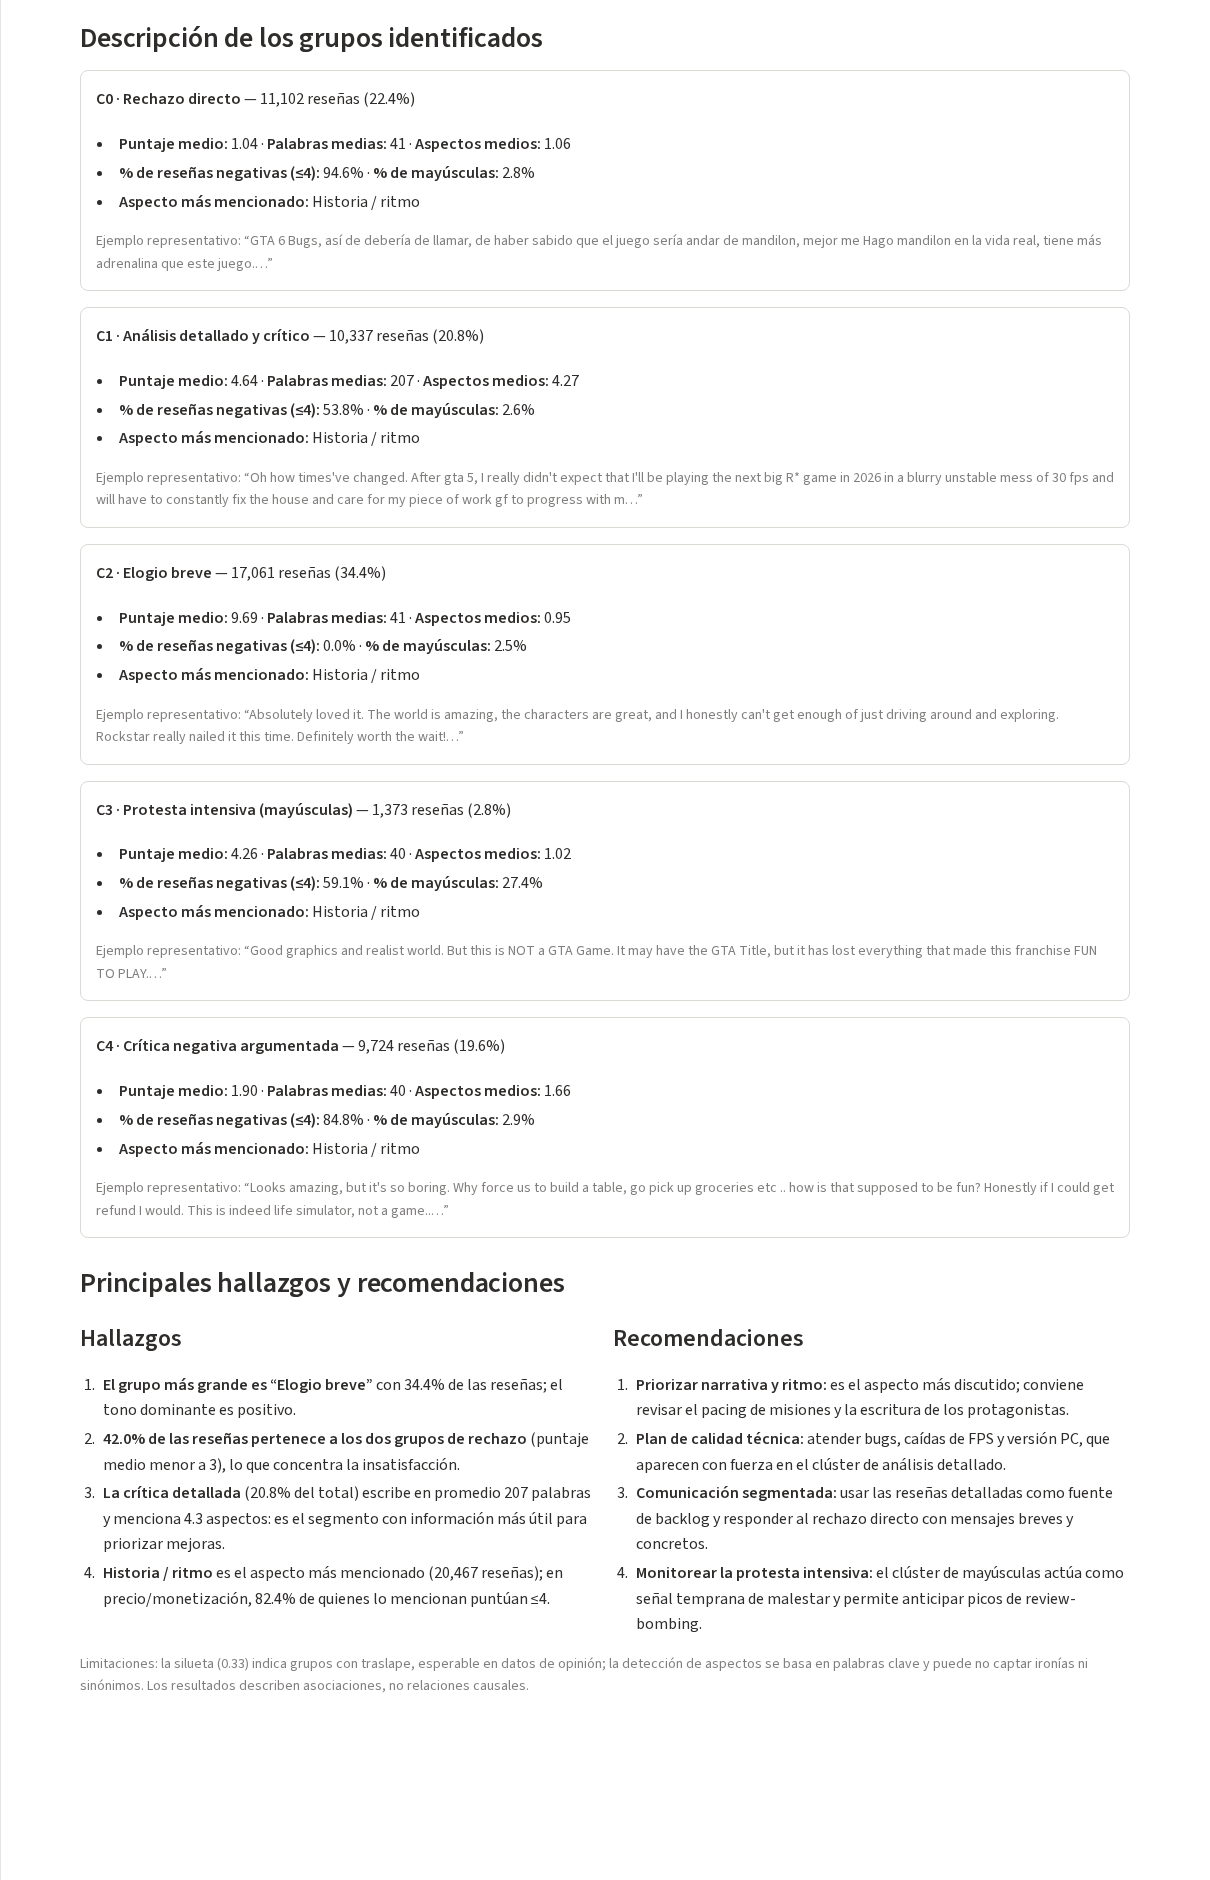 Descripción de los grupos identificados
C0 · Rechazo directo — 11,102 reseñas (22.4%)
• Puntaje medio: 1.04 · Palabras medias: 41 · Aspectos medios: 1.06
• % de reseñas negativas (≤4): 94.6% · % de mayúsculas: 2.8%
• Aspecto más mencionado: Historia / ritmo
Ejemplo representativo: “GTA 6 Bugs, así de debería de llamar, de haber sabido que el juego sería andar de mandilon, mejor me Hago mandilon en la vida real, tiene más
adrenalina que este juego.…”
C1 · Análisis detallado y crítico — 10,337 reseñas (20.8%)
• Puntaje medio: 4.64 · Palabras medias: 207 · Aspectos medios: 4.27
• % de reseñas negativas (≤4): 53.8% · % de mayúsculas: 2.6%
• Aspecto más mencionado: Historia / ritmo
Ejemplo representativo: “Oh how times've changed. After gta 5, I really didn't expect that I'll be playing the next big R* game in 2026 in a blurry unstable mess of 30 fps and
will have to constantly fix the house and care for my piece of work gf to progress with m…”
C2 · Elogio breve — 17,061 reseñas (34.4%)
• Puntaje medio: 9.69 · Palabras medias: 41 · Aspectos medios: 0.95
• % de reseñas negativas (≤4): 0.0% · % de mayúsculas: 2.5%
• Aspecto más mencionado: Historia / ritmo
Ejemplo representativo: “Absolutely loved it. The world is amazing, the characters are great, and I honestly can't get enough of just driving around and exploring.
Rockstar really nailed it this time. Definitely worth the wait!…”
C3 · Protesta intensiva (mayúsculas) — 1,373 reseñas (2.8%)
• Puntaje medio: 4.26 · Palabras medias: 40 · Aspectos medios: 1.02
• % de reseñas negativas (≤4): 59.1% · % de mayúsculas: 27.4%
• Aspecto más mencionado: Historia / ritmo
Ejemplo representativo: “Good graphics and realist world. But this is NOT a GTA Game. It may have the GTA Title, but it has lost everything that made this franchise FUN
TO PLAY.…”
C4 · Crítica negativa argumentada — 9,724 reseñas (19.6%)
• Puntaje medio: 1.90 · Palabras medias: 40 · Aspectos medios: 1.66
• % de reseñas negativas (≤4): 84.8% · % de mayúsculas: 2.9%
• Aspecto más mencionado: Historia / ritmo
Ejemplo representativo: “Looks amazing, but it's so boring. Why force us to build a table, go pick up groceries etc .. how is that supposed to be fun? Honestly if I could get
refund I would. This is indeed life simulator, not a game..…”
Principales hallazgos y recomendaciones
Hallazgos
1. El grupo más grande es “Elogio breve” con 34.4% de las reseñas; el
tono dominante es positivo.
2. 42.0% de las reseñas pertenece a los dos grupos de rechazo (puntaje
medio menor a 3), lo que concentra la insatisfacción.
3. La crítica detallada (20.8% del total) escribe en promedio 207 palabras
y menciona 4.3 aspectos: es el segmento con información más útil para
priorizar mejoras.
4. Historia / ritmo es el aspecto más mencionado (20,467 reseñas); en
precio/monetización, 82.4% de quienes lo mencionan puntúan ≤4.
Recomendaciones
1. Priorizar narrativa y ritmo: es el aspecto más discutido; conviene
revisar el pacing de misiones y la escritura de los protagonistas.
2. Plan de calidad técnica: atender bugs, caídas de FPS y versión PC, que
aparecen con fuerza en el clúster de análisis detallado.
3. Comunicación segmentada: usar las reseñas detalladas como fuente
de backlog y responder al rechazo directo con mensajes breves y
concretos.
4. Monitorear la protesta intensiva: el clúster de mayúsculas actúa como
señal temprana de malestar y permite anticipar picos de review-
bombing.
Limitaciones: la silueta (0.33) indica grupos con traslape, esperable en datos de opinión; la detección de aspectos se basa en palabras clave y puede no captar ironías ni
sinónimos. Los resultados describen asociaciones, no relaciones causales.